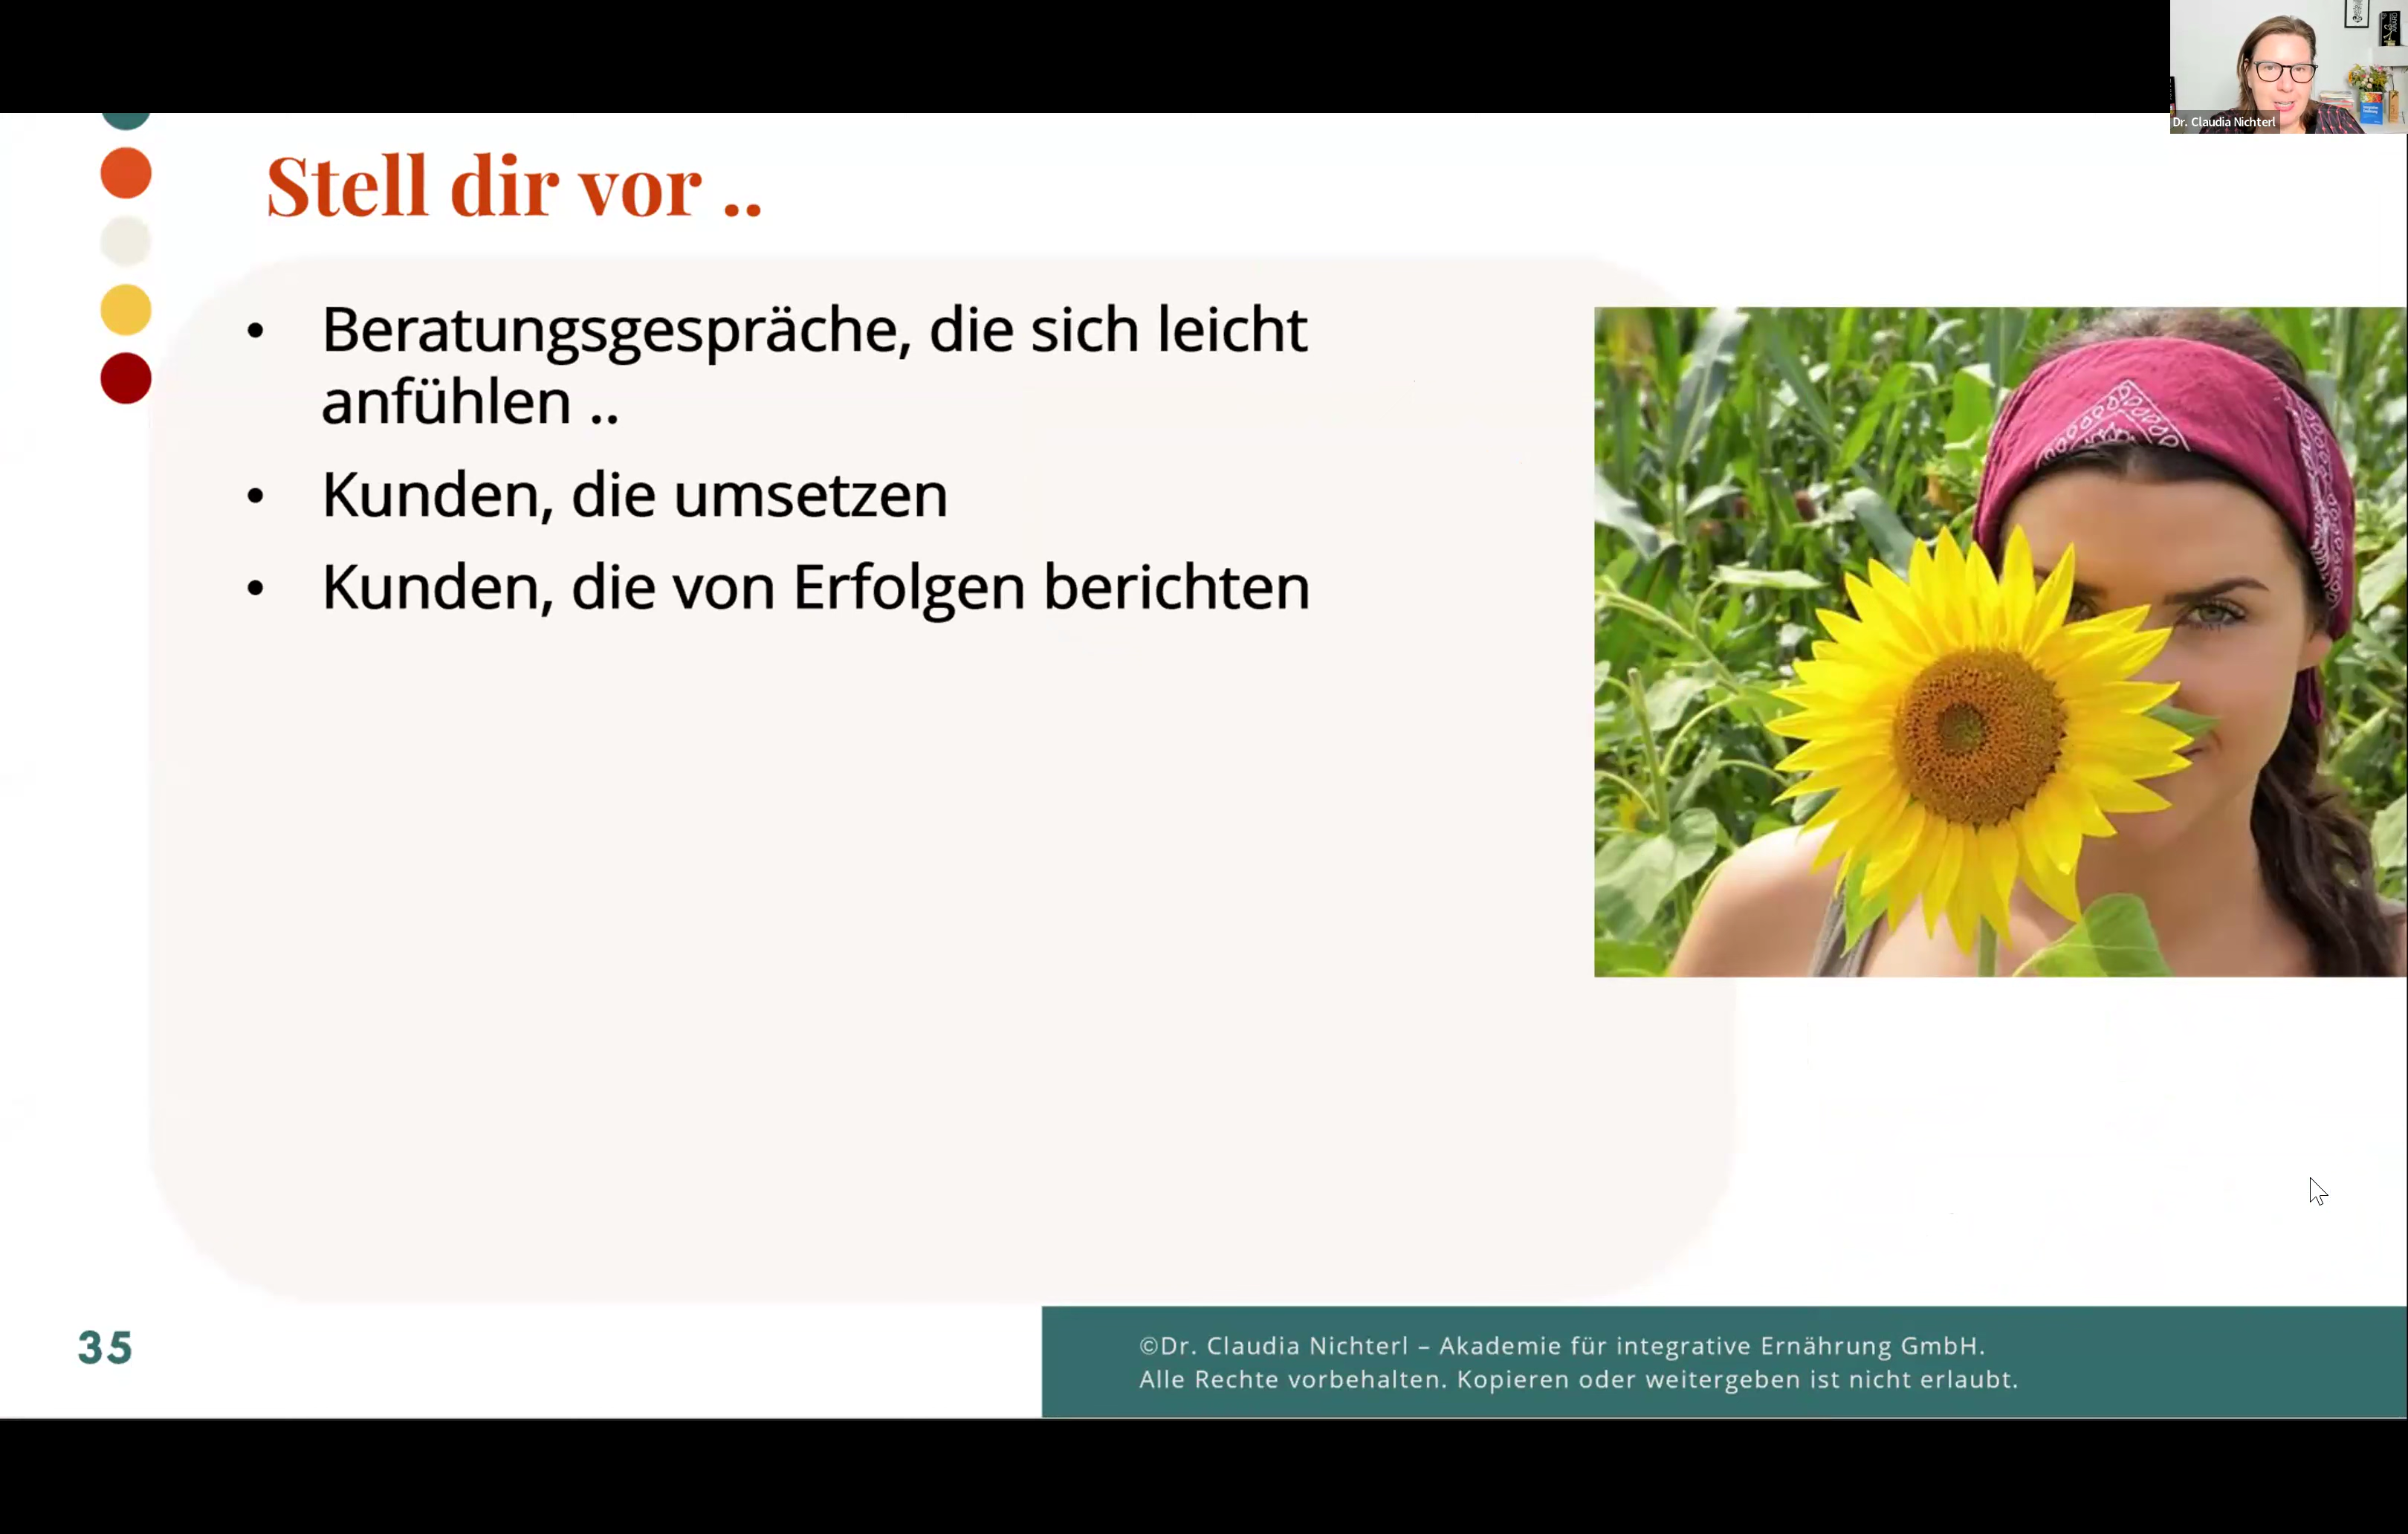 Dr. Claudia Nichterl
Stell dir vor ..
• Beratungsgespräche, die sich leicht
anfühlen ..
• Kunden, die umsetzen
• Kunden, die von Erfolgen berichten
35
©Dr. Claudia Nichterl – Akademie für integrative Ernährung GmbH.
Alle Rechte vorbehalten. Kopieren oder weitergeben ist nicht erlaubt.